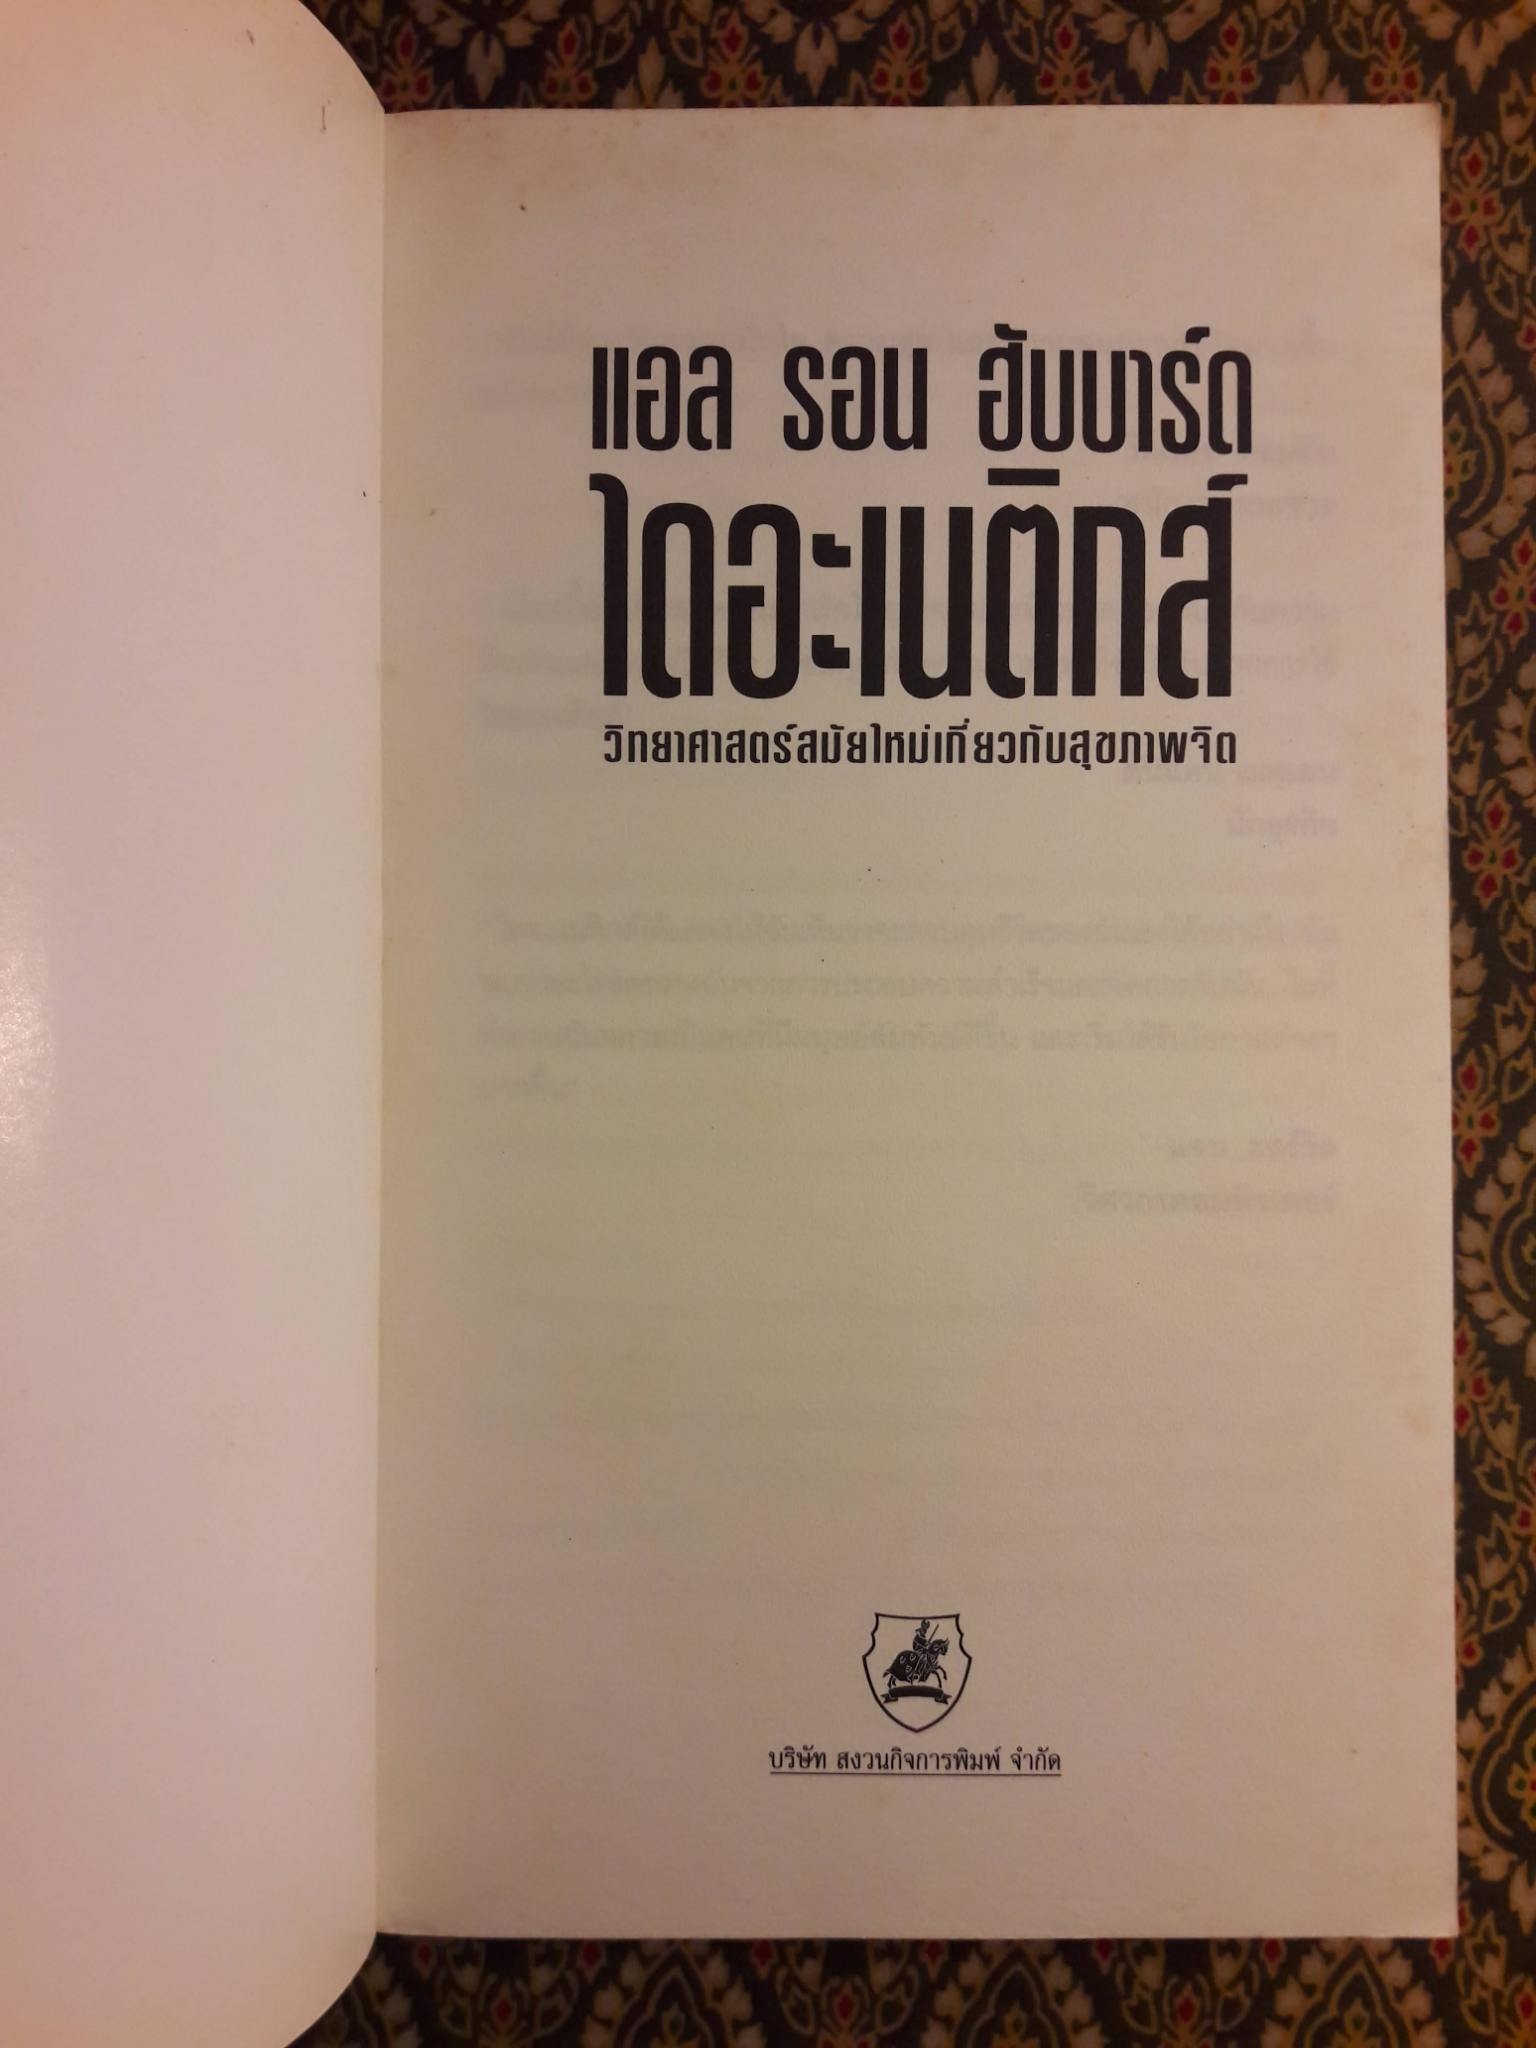 แอล รอน ฮับบาร์ด
ไดอะเนติกส์
วิทยาศาสตร์สมัยใหม่เกี่ยวกับสุขภาพจิต
บริษัท สงวนกิจการพิมพ์ จำกัด